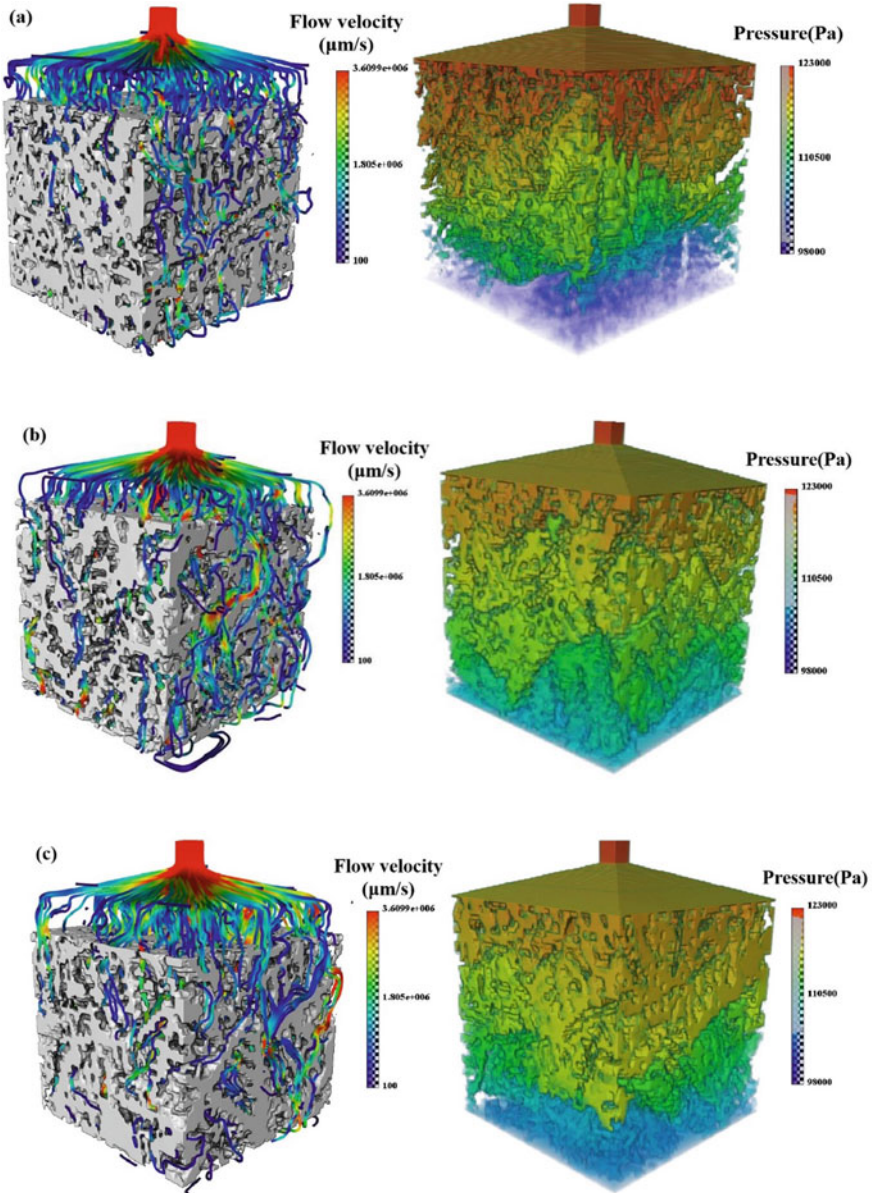 (a)
Flow velocity
(µm/s)
3.6099e+006
1.805e+006
100
Pressure(Pa)
123000
110500
98000
(b)
Flow velocity
(µm/s)
3.6099e+006
1.805e+006
100
Pressure(Pa)
123000
110500
98000
(c)
Flow velocity
(µm/s)
3.6099e+006
1.805e+006
100
Pressure(Pa)
123000
110500
98000